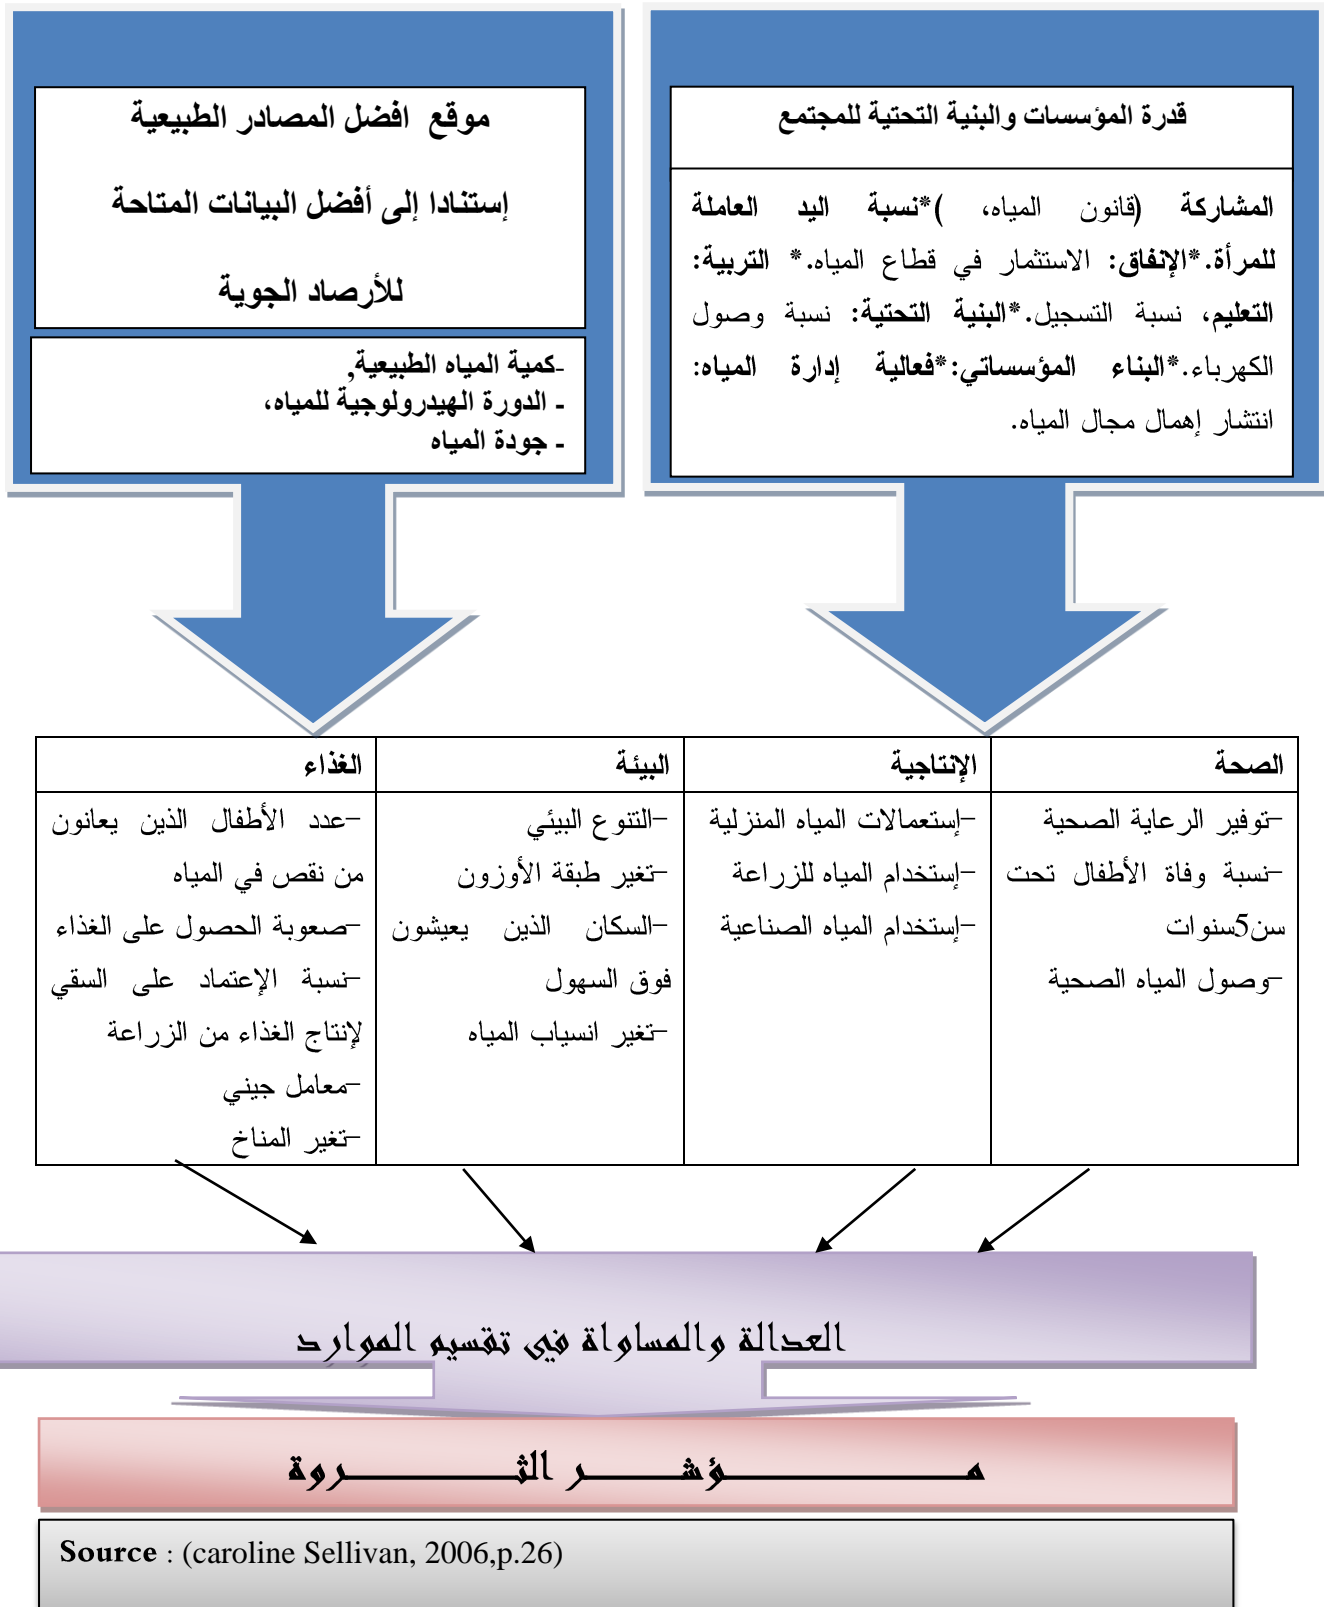 قدرة المؤسسات والبنية التحتية للمجتمع
المشاركة (قانون المياه، )*نسبة اليد العاملة
للمرأة.*الإنفاق: الاستثمار في قطاع المياه.* التربية:
التعليم، نسبة التسجيل.*البنية التحتية: نسبة وصول
الكهرباء.*البناء المؤسساتي:*فعالية إدارة المياه:
انتشار إهمال مجال المياه.
موقع افضل المصادر الطبيعية
إستنادا إلى أفضل البيانات المتاحة
للأرصاد الجوية
-كمية المياه الطبيعية,
- الدورة الهيدرولوجية للمياه،
- جودة المياه
الصحة
-توفير الرعاية الصحية
-نسبة وفاة الأطفال تحت
سن5سنوات
-وصول المياه الصحية
الإنتاجية
-إستعمالات المياه المنزلية
-إستخدام المياه للزراعة
-إستخدام المياه الصناعية
البيئة
-التنوع البيئي
-تغير طبقة الأوزون
-السكان الذين يعيشون
فوق السهول
-تغير انسياب المياه
الغذاء
-عدد الأطفال الذين يعانون
من نقص في المياه
-صعوبة الحصول على الغذاء
-نسبة الإعتماد على السقي
لإنتاج الغذاء من الزراعة
-معامل جيني
-تغير المناخ
العدالة والمساواة في تقسيم الموارد
مـــــــــؤشـــــر الثـــــــــروة
Source : (caroline Sellivan, 2006,p.26)